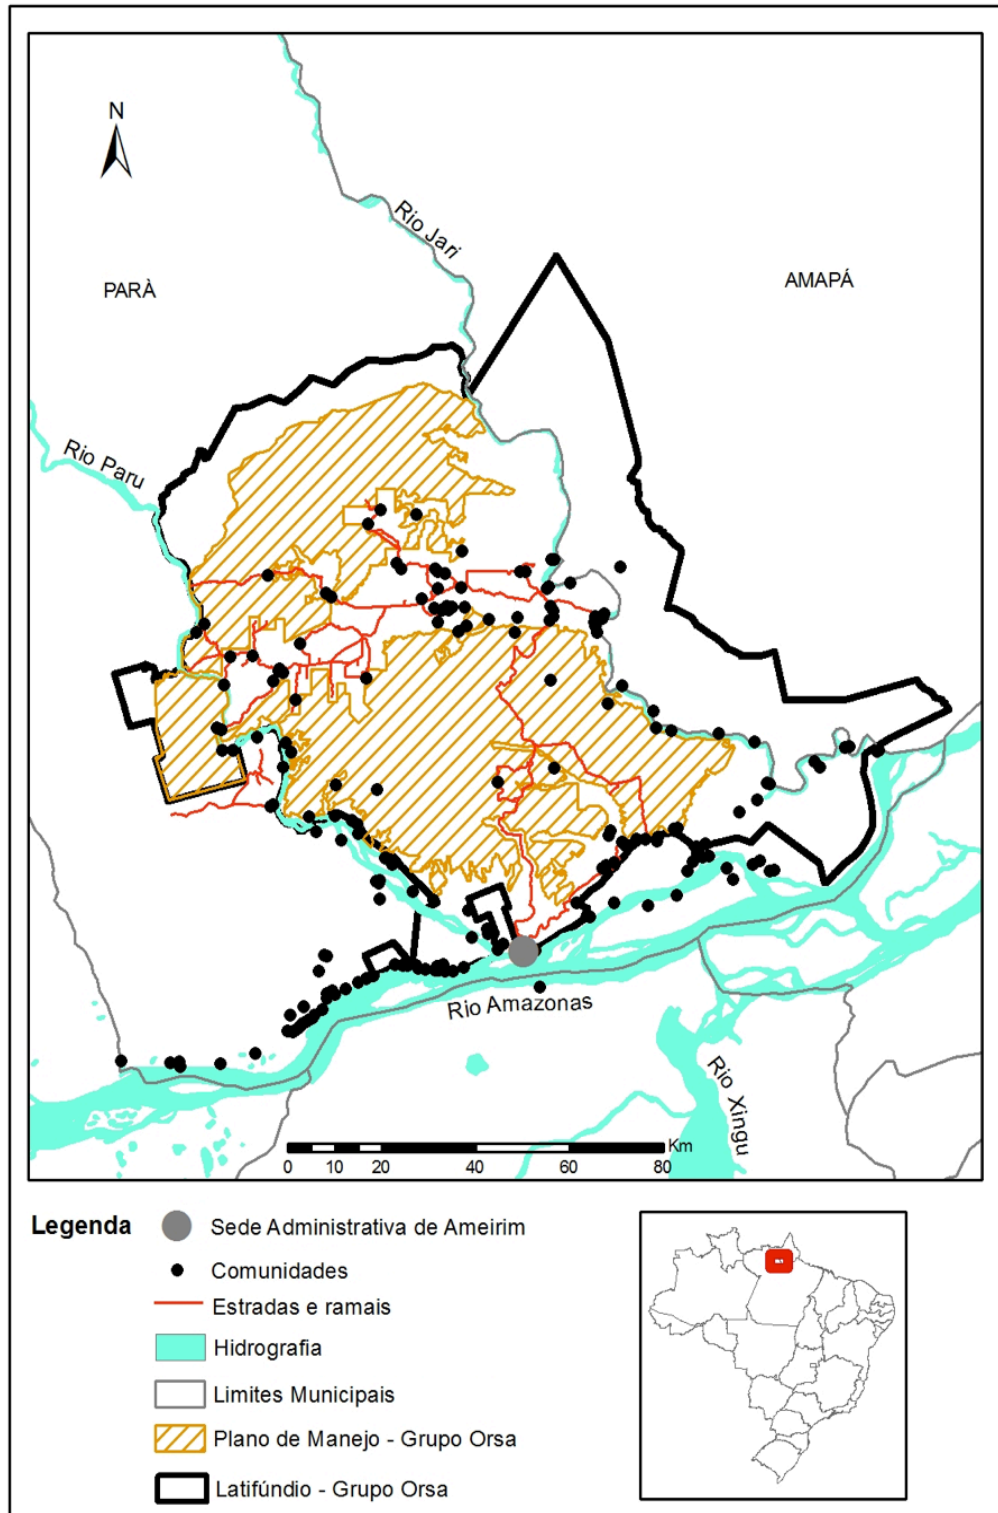 N
Rio Jari
PARÀ
AMAPÁ
Rio Paru
Rio Amazonas
Rio Xingu
Km
0 10 20 40 60 80
Legenda
Sede Administrativa de Ameirim
Comunidades
Estradas e ramais
Hidrografia
Limites Municipais
Plano de Manejo - Grupo Orsa
Latifúndio - Grupo Orsa